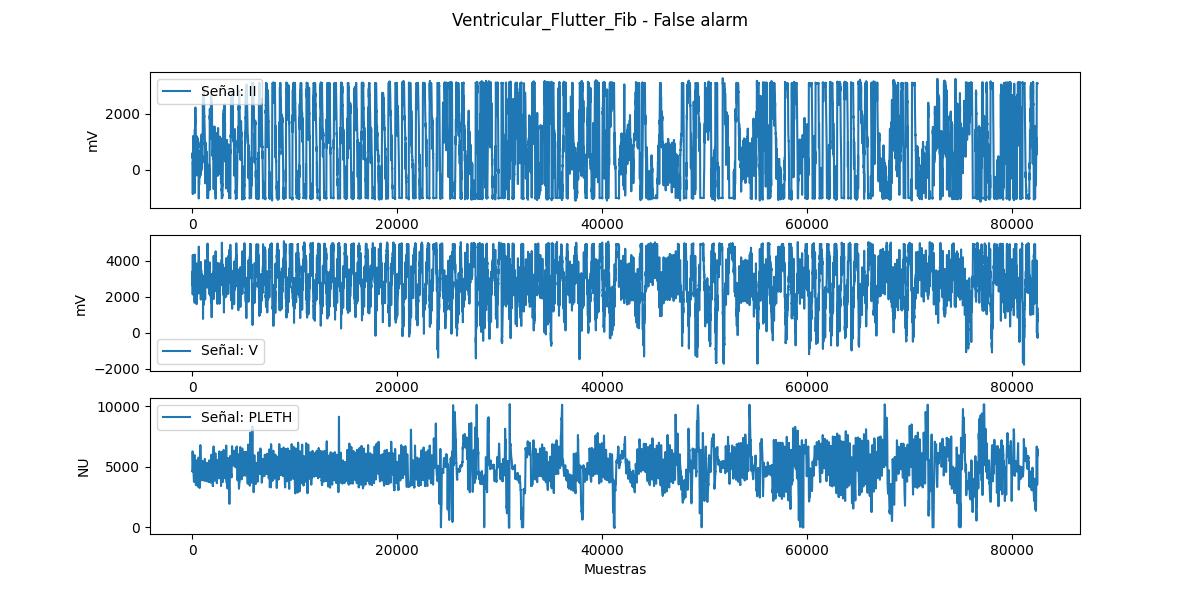 Ventricular_Flutter_Fib - False alarm
Señal: II
mV
2000
0
0 20000 40000 60000 80000
mV
4000
2000
0
−2000
Señal: V
0 20000 40000 60000 80000
Señal: PLETH
NU
10000
5000
0
0 20000 40000 60000 80000
Muestras